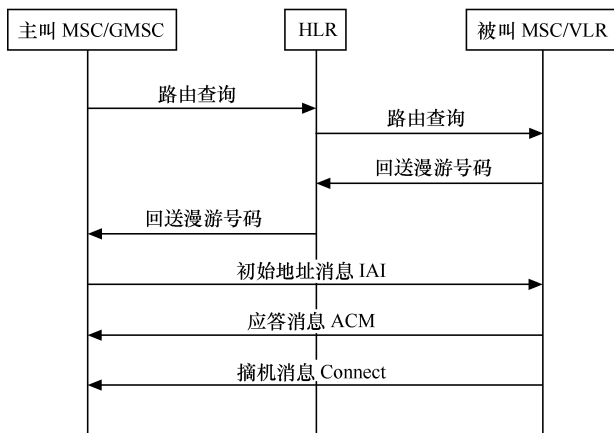 主叫 MSC/GMSC
HLR
被叫 MSC/VLR
路由查询
路由查询
回送漫游号码
回送漫游号码
初始地址消息 IAI
应答消息 ACM
摘机消息 Connect